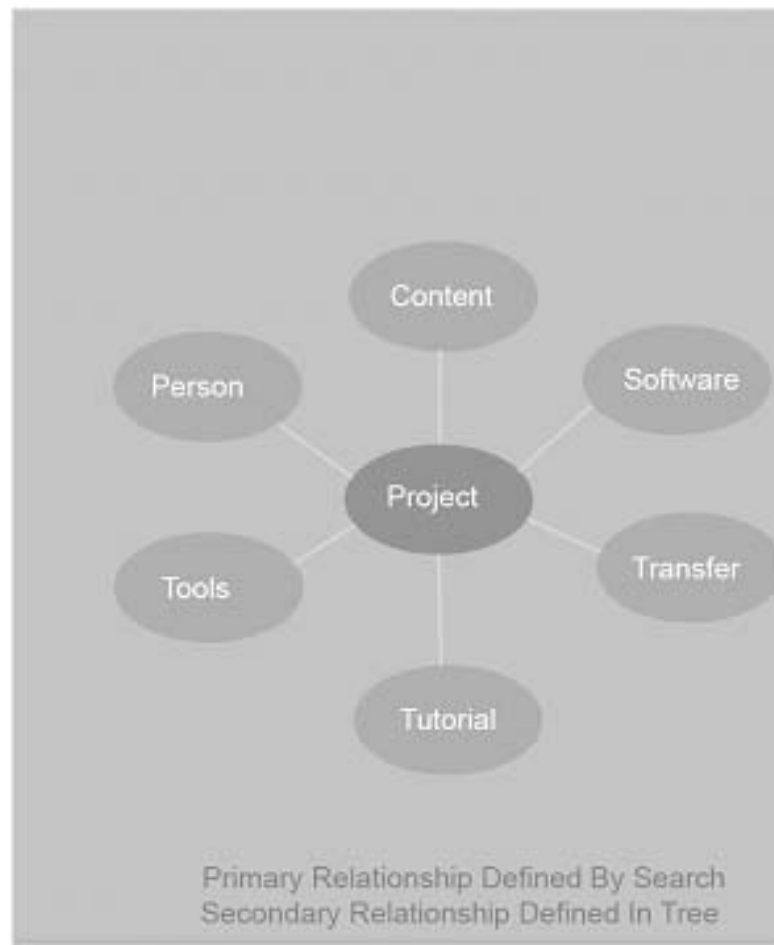 Content
Person
Software
Project
Tools
Transfer
Tutorial
Primary Relationship Defined By Search
Secondary Relationship Defined In Tree